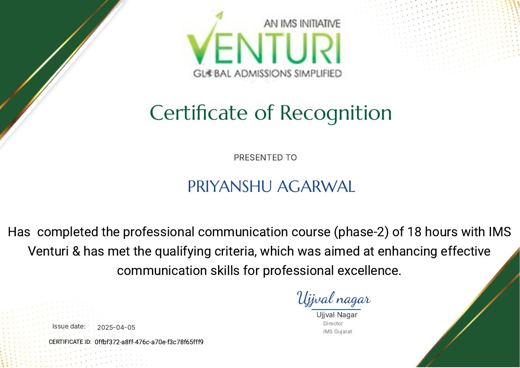 AN IMS INITIATIVE
VENTURI
GLOBAL ADMISSIONS SIMPLIFIED
Certificate of Recognition
PRESENTED TO
PRIYANSHU AGARWAL
Has completed the professional communication course (phase-2) of 18 hours with IMS
Venturi & has met the qualifying criteria, which was aimed at enhancing effective
communication skills for professional excellence.
Ujjval nagar
Ujjval Nagar
Director
IMS Gujarat
Issue date: 2025-04-05
CERTIFICATE ID: 0ffbf372-a8ff-476c-a70e-f3c78f65fff9